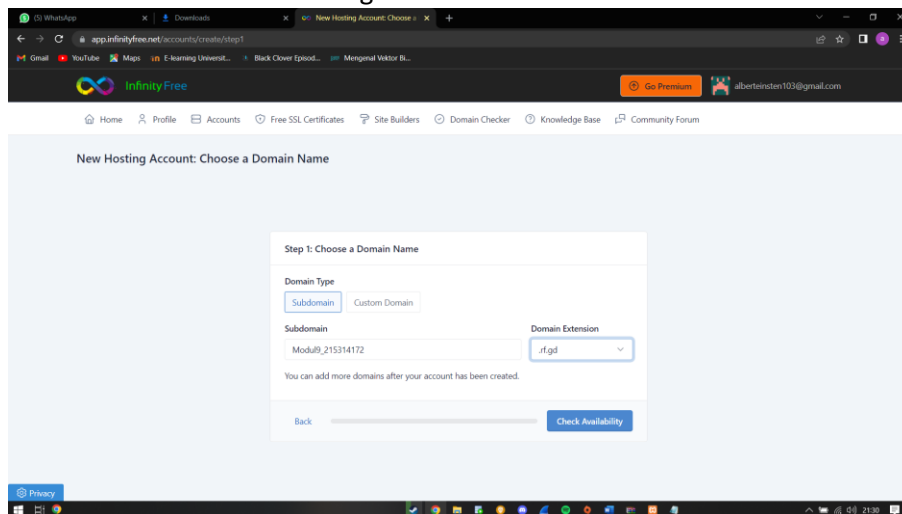 (5) WhatsApp
Downloads
New Hosting Account: Choose a
app.infinityfree.net/accounts/create/step1
Gmail
YouTube
Maps
E-learning Universit...
Black Clover Episod...
Mengenal Vektor Bi...
InfinityFree
Go Premium
alberteinsten103@gmail.com
Home
Profile
Accounts
Free SSL Certificates
Site Builders
Domain Checker
Knowledge Base
Community Forum
New Hosting Account: Choose a Domain Name
Step 1: Choose a Domain Name
Domain Type
Subdomain
Custom Domain
Subdomain
Domain Extension
Modul9_215314172
.rf.gd
You can add more domains after your account has been created.
Back
Check Availability
Privacy
21:30